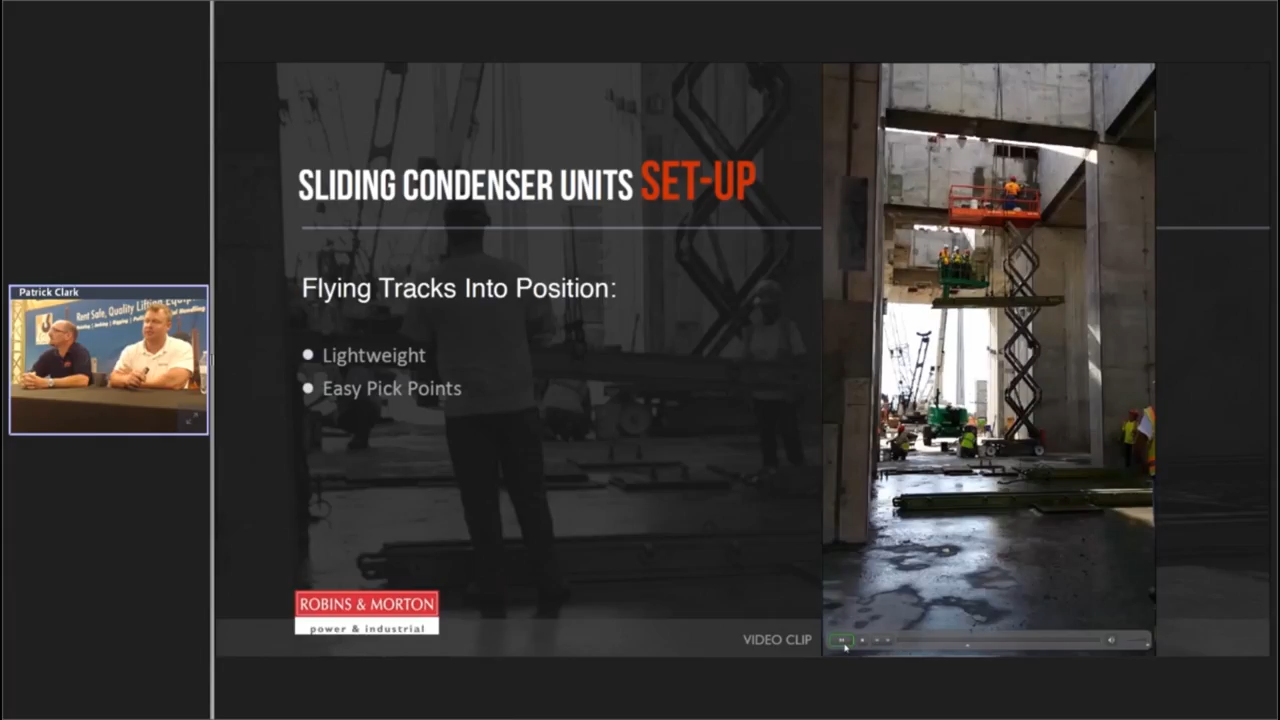 Patrick Clark
Rent Safe, Quality Lifting
SLIDING CONDENSER UNITS SET-UP
Flying Tracks Into Position:
Lightweight
Easy Pick Points
ROBINS & MORTON
power & industrial
VIDEO CLIP